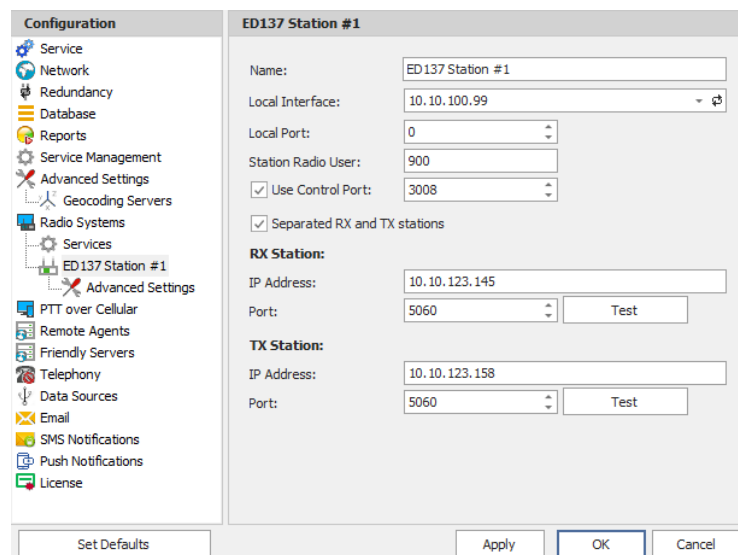 Configuration
Service
Network
Redundancy
Database
Reports
Service Management
Advanced Settings
Geocoding Servers
Radio Systems
Services
ED137 Station #1
Advanced Settings
PTT over Cellular
Remote Agents
Friendly Servers
Telephony
Data Sources
Email
SMS Notifications
Push Notifications
License
Set Defaults
ED137 Station #1
Name: ED137 Station #1
Local Interface: 10.10.100.99
Local Port: 0
Station Radio User: 900
Use Control Port: 3008
Separated RX and TX stations
RX Station:
IP Address: 10.10.123.145
Port: 5060 Test
TX Station:
IP Address: 10.10.123.158
Port: 5060 Test
Apply OK Cancel